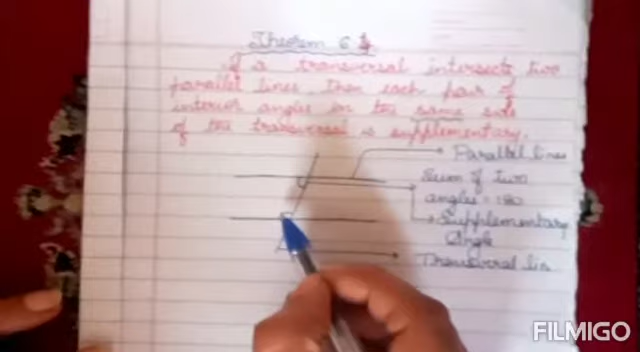 Theorem 6.4
If a transversal intersects two
parallel lines, then each pair of
interior angles on the same side
of the transversal is supplementary.
Parallel lines
Sum of two
angles = 180
Supplementary
Angle
Transversal lin
FILMIGO